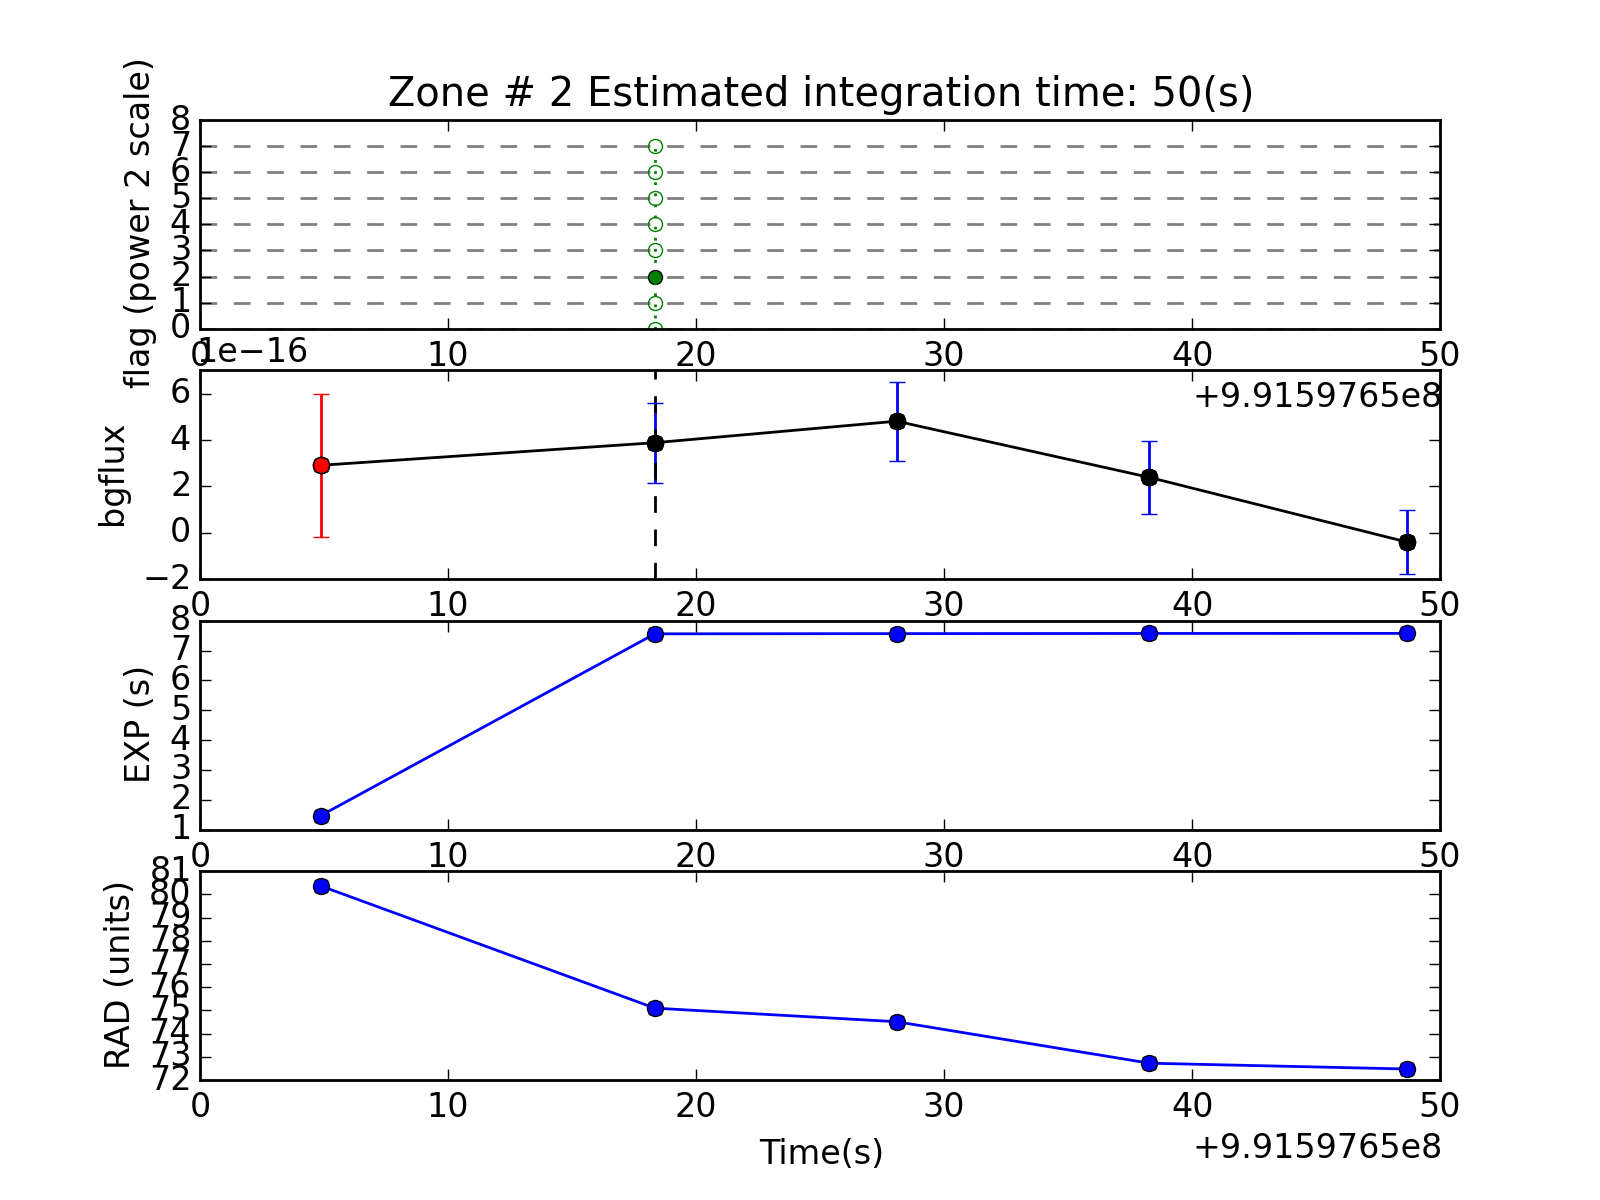 Zone # 2 Estimated integration time: 50(s)
flag (power 2 scale)
8
7
6
5
4
3
2
1
0
0 10 20 30 40 50
1e−16
+9.9159765e8
bgflux
6
4
2
0
−2
0 10 20 30 40 50
EXP (s)
8
7
6
5
4
3
2
1
0 10 20 30 40 50
RAD (units)
81
80
79
78
77
76
75
74
73
72
0 10 20 30 40 50
Time(s)
+9.9159765e8